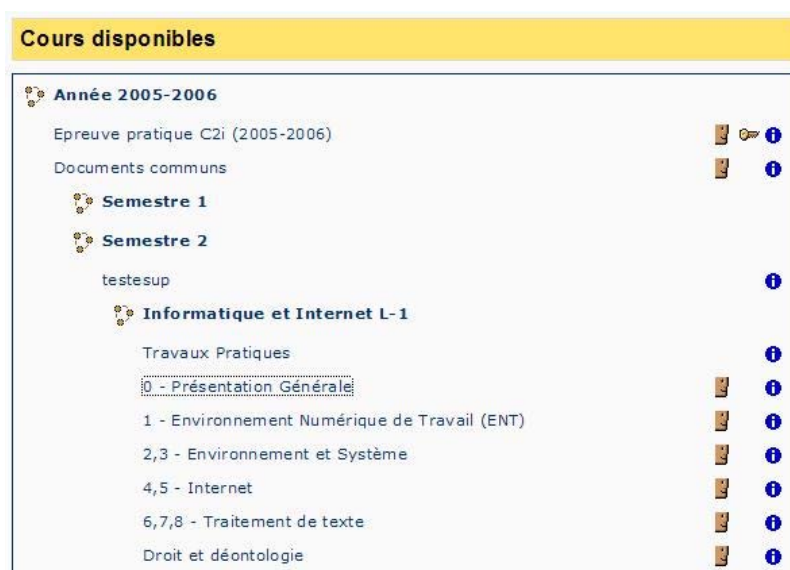 Cours disponibles
Année 2005-2006
Epreuve pratique C2i (2005-2006)
Documents communs
Semestre 1
Semestre 2
testesup
Informatique et Internet L-1
Travaux Pratiques
0 - Présentation Générale
1 - Environnement Numérique de Travail (ENT)
2,3 - Environnement et Système
4,5 - Internet
6,7,8 - Traitement de texte
Droit et déontologie